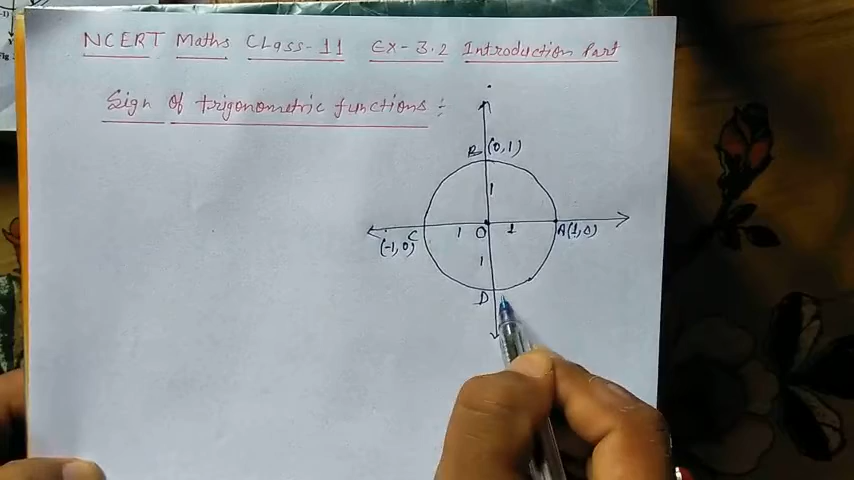 NCERT Maths Class-11 Ex-3.2 Introduction Part
Sign of trigonometric functions :-
B (0,1)
1
C 1 O 1 A(1,0)
(-1,0)
1
D